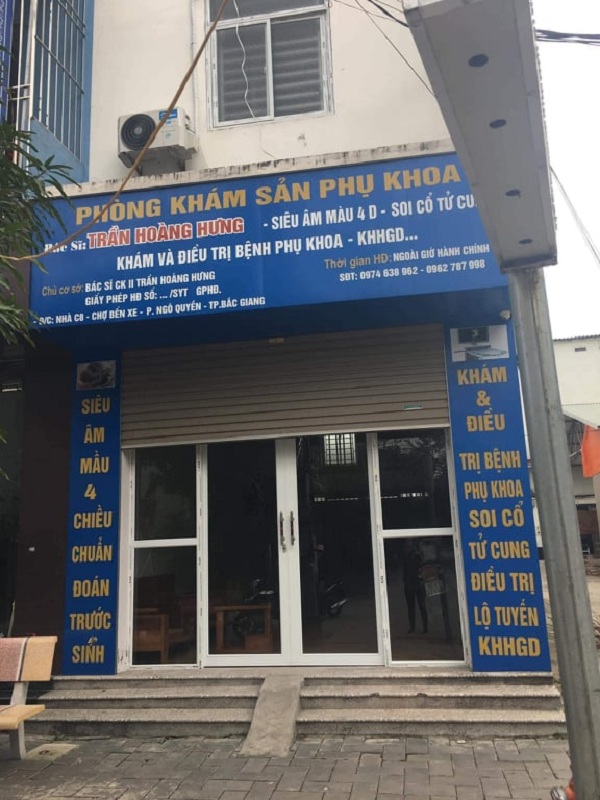 PHÒNG KHÁM SẢN PHỤ KHOA
BÁC SĨ: TRẦN HOÀNG HƯNG - SIÊU ÂM MÀU 4 D - SOI CỔ TỬ
KHÁM VÀ ĐIỀU TRỊ BỆNH PHỤ KHOA - KHHGĐ...
Chủ cơ sở: BÁC SĨ CK II TRẦN HOÀNG HƯNG
GIẤY PHÉP HĐ SỐ: .../SYT GPHĐ.
Đ/C: NHÀ C8 - CHỢ BẾN XE - P. NGÔ QUYỀN - TP.BẮC GIANG
Thời gian HĐ: NGOÀI GIỜ HÀNH CHÍNH
SĐT: 0974 638 962 - 0962 787 998
SIÊU
ÂM
MẦU
4
CHIỀU
CHUẨN
ĐOÁN
TRƯỚC
SINH
KHÁM
&
ĐIỀU
TRỊ BỆNH
PHỤ KHOA
SOI CỔ
TỬ CUNG
ĐIỀU TRỊ
LỘ TUYẾN
KHHGD